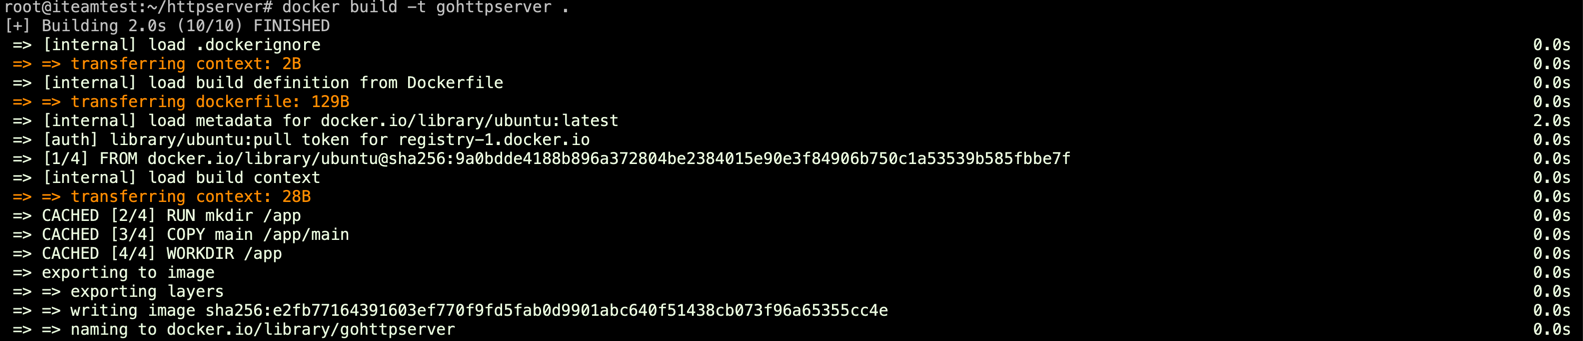 root@iteamtest:~/httpserver# docker build -t gohttpserver .
[+] Building 2.0s (10/10) FINISHED
=> [internal] load .dockerignore 0.0s
=> => transferring context: 2B 0.0s
=> [internal] load build definition from Dockerfile 0.0s
=> => transferring dockerfile: 129B 0.0s
=> [internal] load metadata for docker.io/library/ubuntu:latest 2.0s
=> [auth] library/ubuntu:pull token for registry-1.docker.io 0.0s
=> [1/4] FROM docker.io/library/ubuntu@sha256:9a0bdde4188b896a372804be2384015e90e3f84906b750c1a53539b585fbbe7f 0.0s
=> [internal] load build context 0.0s
=> => transferring context: 28B 0.0s
=> CACHED [2/4] RUN mkdir /app 0.0s
=> CACHED [3/4] COPY main /app/main 0.0s
=> CACHED [4/4] WORKDIR /app 0.0s
=> exporting to image 0.0s
=> => exporting layers 0.0s
=> => writing image sha256:e2fb77164391603ef770f9fd5fab0d9901abc640f51438cb073f96a65355cc4e 0.0s
=> => naming to docker.io/library/gohttpserver 0.0s